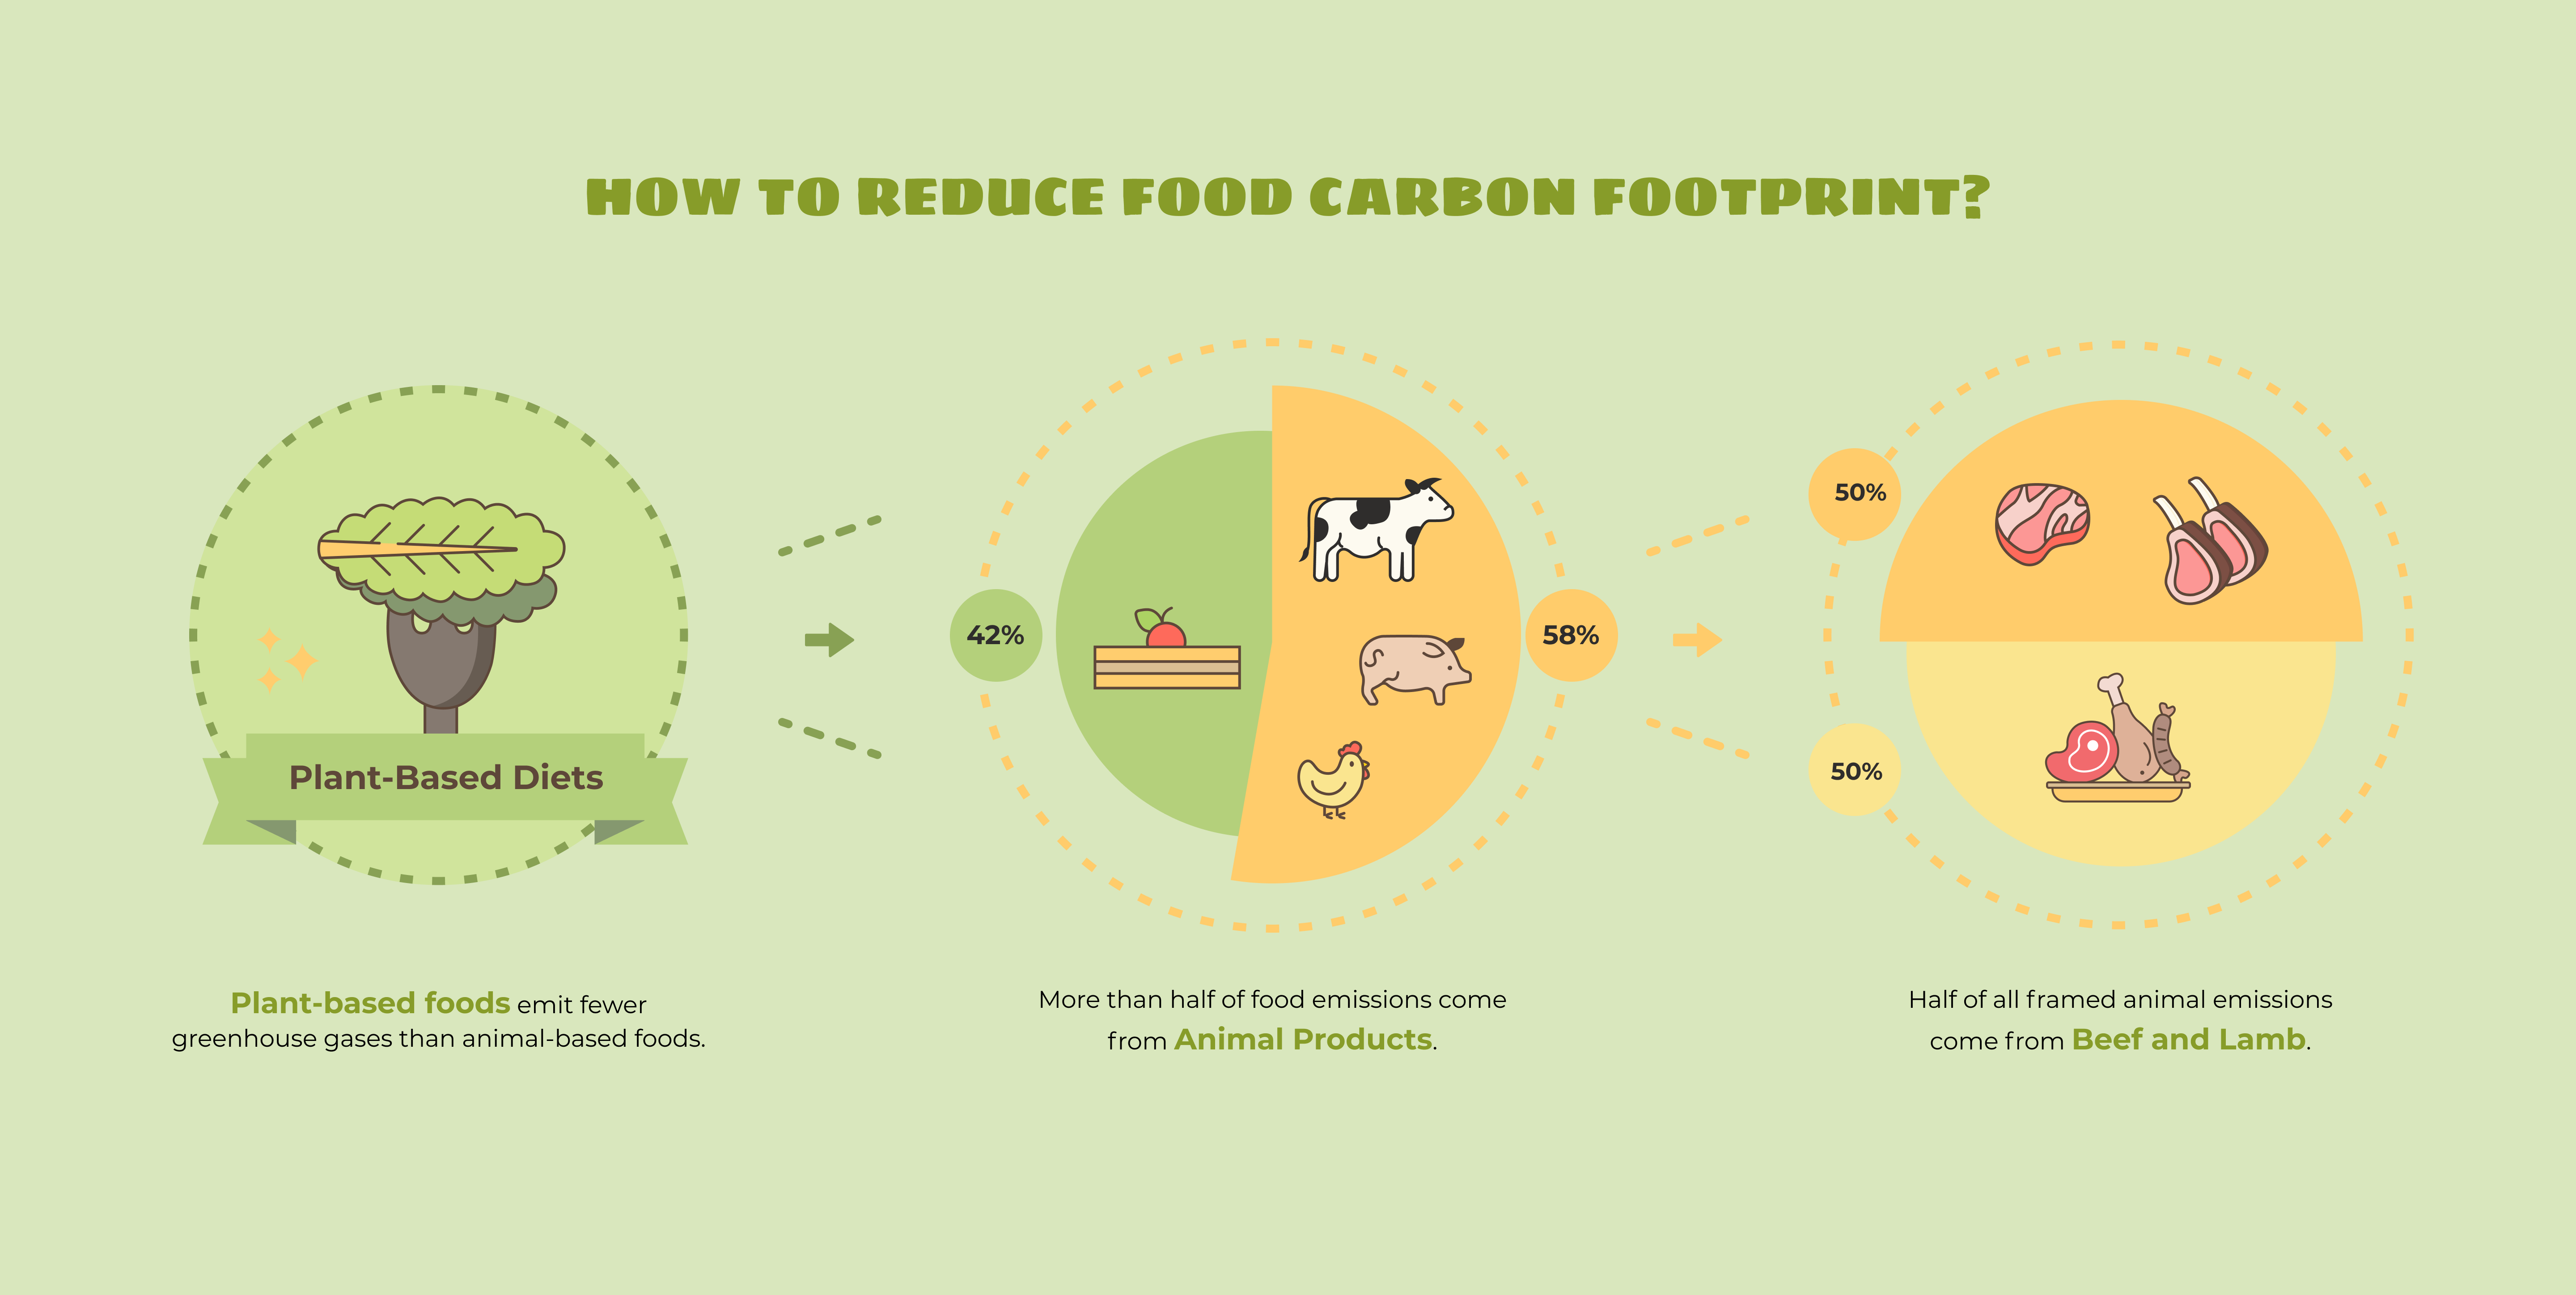 HOW TO REDUCE FOOD CARBON FOOTPRINT?
Plant-Based Diets
42%
58%
50%
50%
Plant-based foods emit fewer
greenhouse gases than animal-based foods.
More than half of food emissions come
from Animal Products.
Half of all framed animal emissions
come from Beef and Lamb.